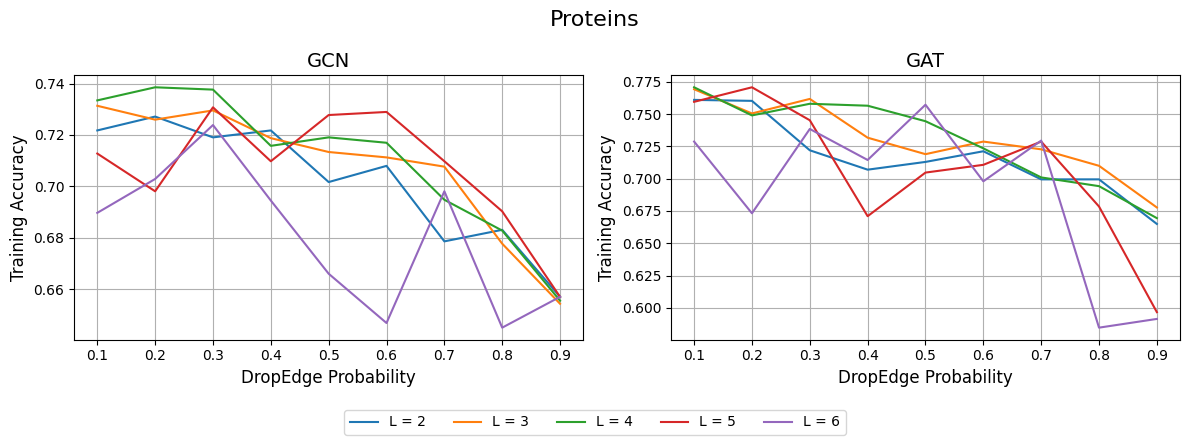 Proteins
GCN
0.74
0.72
0.70
0.68
0.66
Training Accuracy
0.1 0.2 0.3 0.4 0.5 0.6 0.7 0.8 0.9
DropEdge Probability
GAT
0.775
0.750
0.725
0.700
0.675
0.650
0.625
0.600
Training Accuracy
0.1 0.2 0.3 0.4 0.5 0.6 0.7 0.8 0.9
DropEdge Probability
L = 2 L = 3 L = 4 L = 5 L = 6